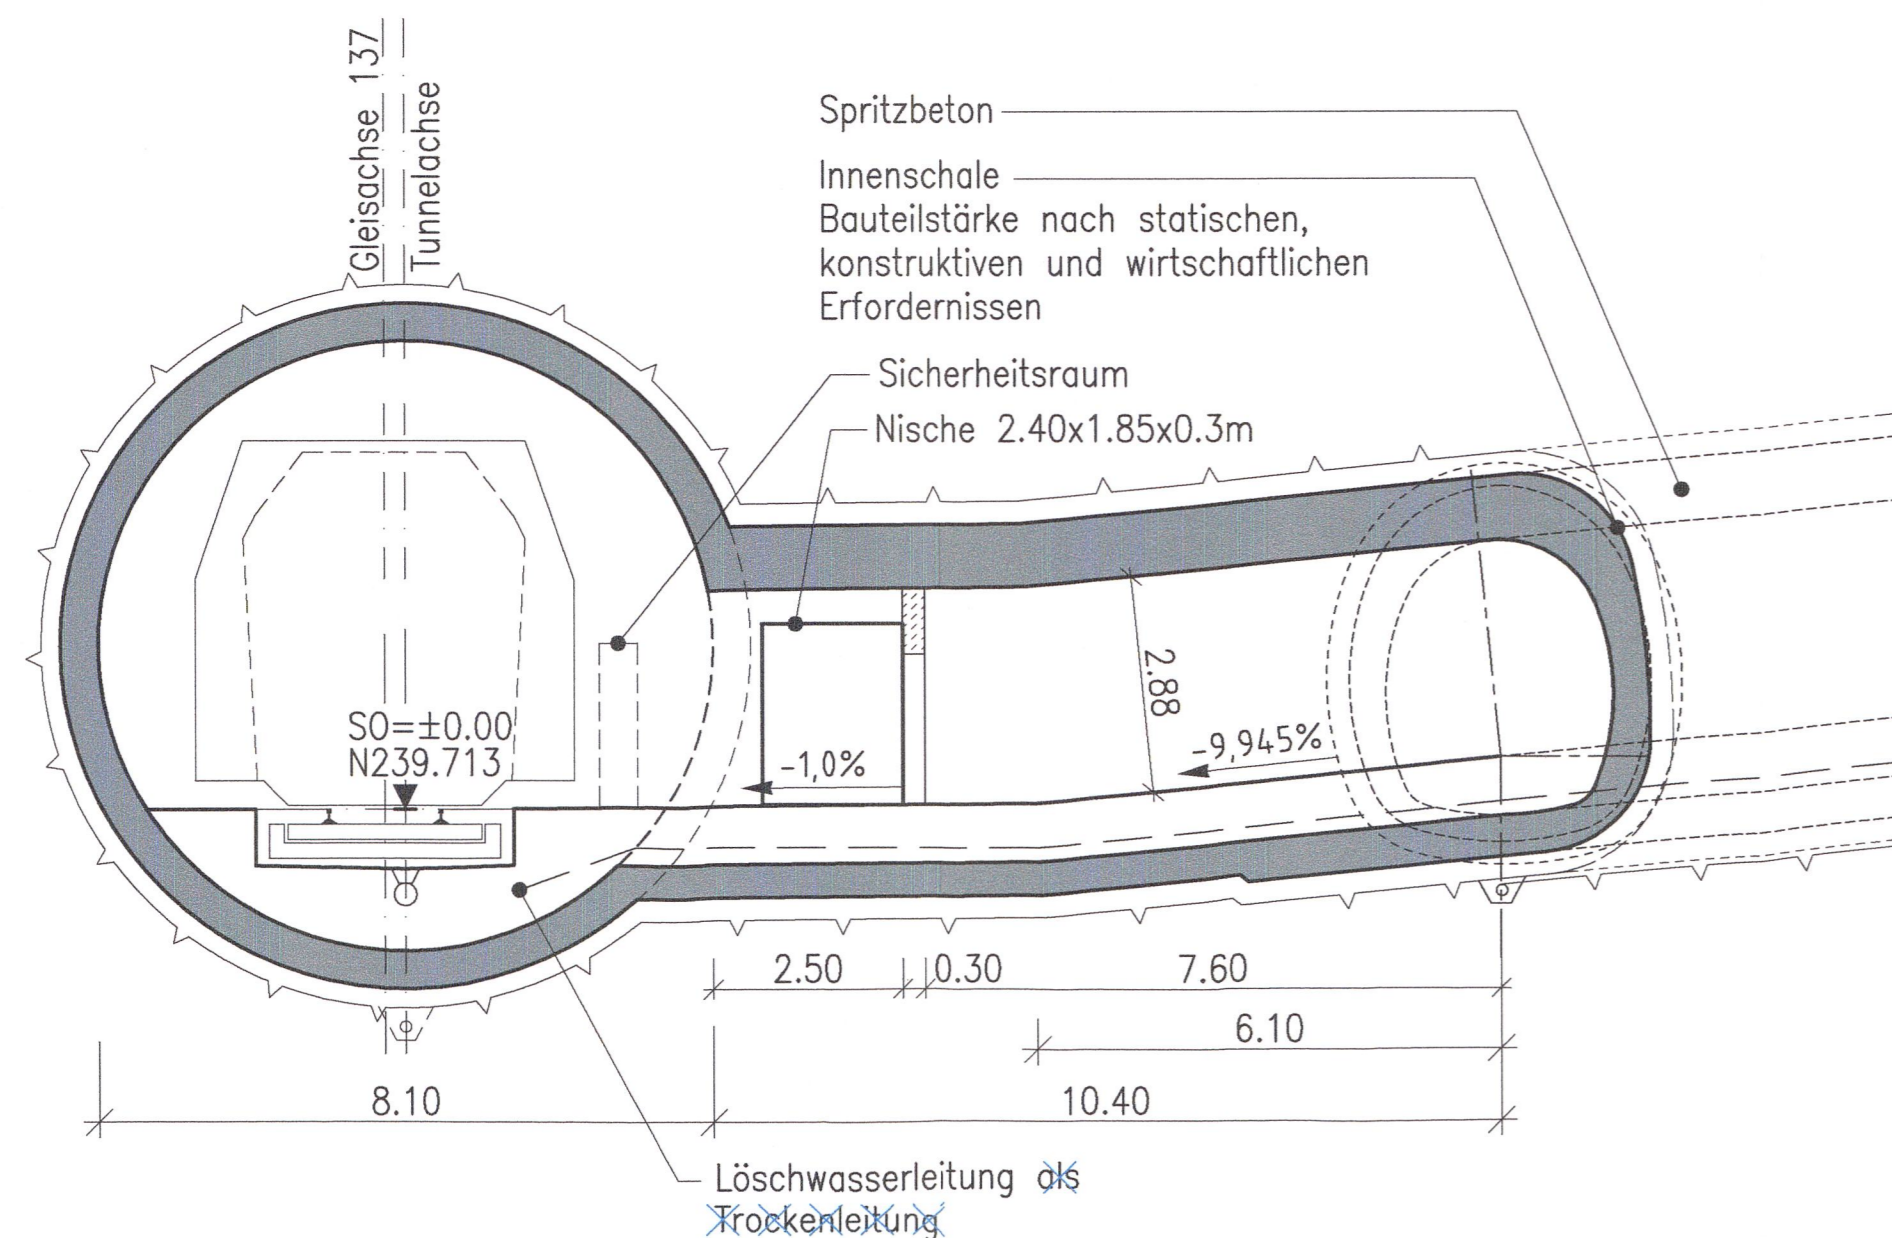 Gleisachse 137
Tunnelachse
Spritzbeton
Innenschale
Bauteilstärke nach statischen,
konstruktiven und wirtschaftlichen
Erfordernissen
Sicherheitsraum
Nische 2.40x1.85x0.3m
SO=±0.00
N239.713
-1,0%
2.88
-9,945%
2.50
0.30
7.60
6.10
8.10
10.40
Löschwasserleitung als
Trockenleitung